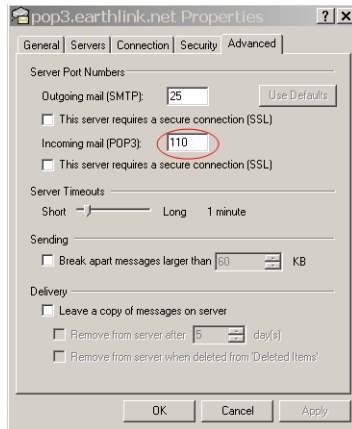 pop3.earthlink.net Properties ? x
General Servers Connection Security Advanced
Server Port Numbers
Outgoing mail (SMTP): 25 Use Defaults
This server requires a secure connection (SSL)
Incoming mail (POP3): 110
This server requires a secure connection (SSL)
Server Timeouts
Short Long 1 minute
Sending
Break apart messages larger than 60 KB
Delivery
Leave a copy of messages on server
Remove from server after 5 day(s)
Remove from server when deleted from 'Deleted Items'
OK Cancel Apply